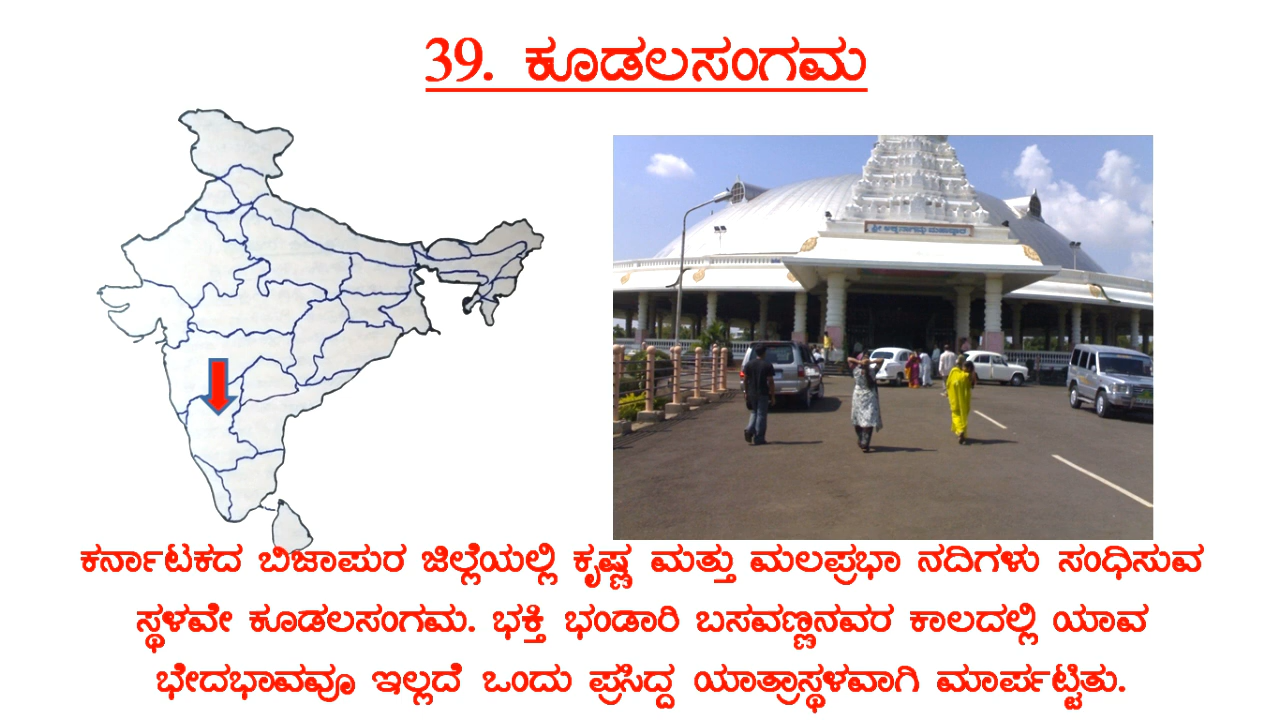 39. ಕೂಡಲಸಂಗಮ
ಕರ್ನಾಟಕದ ಬಿಜಾಪುರ ಜಿಲ್ಲೆಯಲ್ಲಿ ಕೃಷ್ಣ ಮತ್ತು ಮಲಪ್ರಭಾ ನದಿಗಳು ಸಂಧಿಸುವ
ಸ್ಥಳವೇ ಕೂಡಲಸಂಗಮ. ಭಕ್ತಿ ಭಂಡಾರಿ ಬಸವಣ್ಣನವರ ಕಾಲದಲ್ಲಿ ಯಾವ
ಭೇದಭಾವವೂ ಇಲ್ಲದೆ ಒಂದು ಪ್ರಸಿದ್ದ ಯಾತ್ರಾಸ್ಥಳವಾಗಿ ಮಾರ್ಪಟ್ಟಿತು.